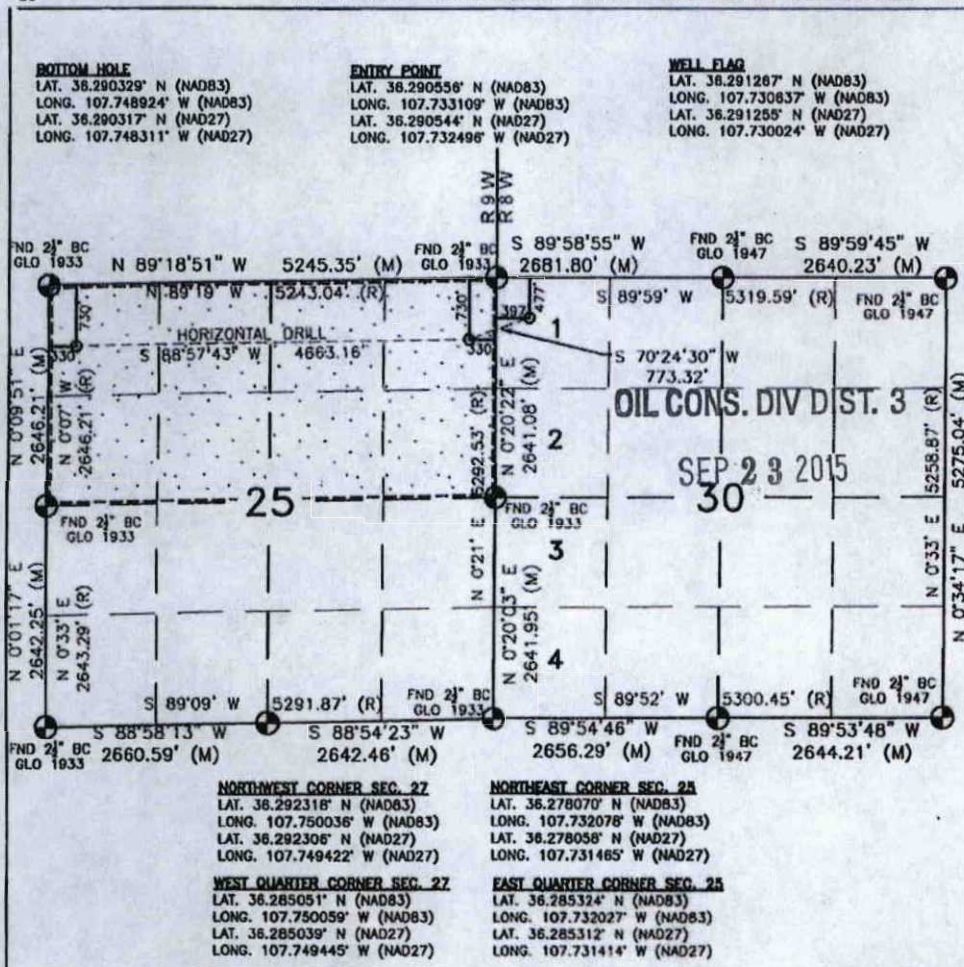 BOTTOM HOLE
LAT. 36.290329° N (NAD83)
LONG. 107.748924° W (NAD83)
LAT. 36.290317° N (NAD27)
LONG. 107.748311° W (NAD27)
ENTRY POINT
LAT. 36.290556° N (NAD83)
LONG. 107.733109° W (NAD83)
LAT. 36.290544° N (NAD27)
LONG. 107.732496° W (NAD27)
WELL FLAG
LAT. 36.291267° N (NAD83)
LONG. 107.730637° W (NAD83)
LAT. 36.291255° N (NAD27)
LONG. 107.730024° W (NAD27)
R9W
R8W
FND 2½" BC
GLO 1933
N 89°18'51" W 5245.35' (M)
FND 2½" BC
GLO 1933
S 89°58'55" W
2681.80' (M)
FND 2½" BC
GLO 1947
S 89°59'45" W
2640.23' (M)
N 89°19' W 5243.04' (R)
S 89°59' W 5319.59' (R)
FND 2½" BC
GLO 1947
730'
730'
397'
477'
1
HORIZONTAL DRILL
330'
S 88°57'43" W 4663.16'
330'
S 70°24'30" W
773.32'
N 0°09'51" E
2646.21' (M)
N 0°07' W
2646.21' (R)
5292.53' (R)
N 0°20'22" E
2641.08' (M)
2
OIL CONS. DIV DIST. 3
SEP 23 2015
5258.87' (R)
5275.04' (M)
25
30
FND 2½" BC
GLO 1933
FND 2½" BC
GLO 1933
3
N 0°01'17" E
2642.25' (M)
N 0°33' E
2643.29' (R)
N 0°21' E
N 0°20'03" E
2641.95' (M)
N 0°33' E
N 0°34'17" E
4
S 89°09' W 5291.87' (R)
FND 2½" BC
GLO 1933
S 89°52' W 5300.45' (R)
FND 2½" BC
GLO 1947
FND 2½" BC
GLO 1933
S 88°58'13" W
2660.59' (M)
S 88°54'23" W
2642.46' (M)
S 89°54'46" W
2656.29' (M)
FND 2½" BC
GLO 1947
S 89°53'48" W
2644.21' (M)
NORTHWEST CORNER SEC. 27
LAT. 36.292318° N (NAD83)
LONG. 107.750036° W (NAD83)
LAT. 36.292306° N (NAD27)
LONG. 107.749422° W (NAD27)
NORTHEAST CORNER SEC. 25
LAT. 36.278070° N (NAD83)
LONG. 107.732078° W (NAD83)
LAT. 36.278058° N (NAD27)
LONG. 107.731465° W (NAD27)
WEST QUARTER CORNER SEC. 27
LAT. 36.285051° N (NAD83)
LONG. 107.750059° W (NAD83)
LAT. 36.285039° N (NAD27)
LONG. 107.749445° W (NAD27)
EAST QUARTER CORNER SEC. 25
LAT. 36.285324° N (NAD83)
LONG. 107.732027° W (NAD83)
LAT. 36.285312° N (NAD27)
LONG. 107.731414° W (NAD27)